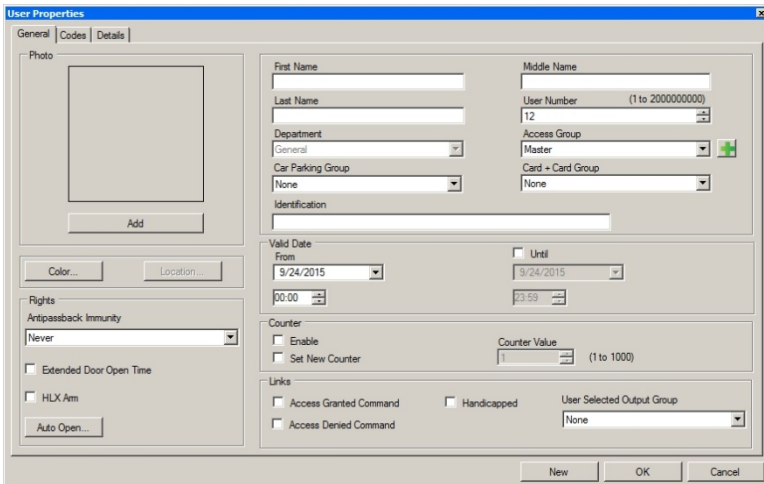 User Properties
General Codes Details
Photo
Add
Color... Location...
Rights
Antipassback Immunity
Never
Extended Door Open Time
HLX Arm
Auto Open...
First Name Middle Name
Last Name User Number (1 to 2000000000)
12
Department Access Group
General Master
Car Parking Group Card + Card Group
None None
Identification
Valid Date
From Until
9/24/2015 9/24/2015
00:00 23:59
Counter
Enable Counter Value
Set New Counter 1 (1 to 1000)
Links
Access Granted Command Handicapped User Selected Output Group
Access Denied Command None
New OK Cancel